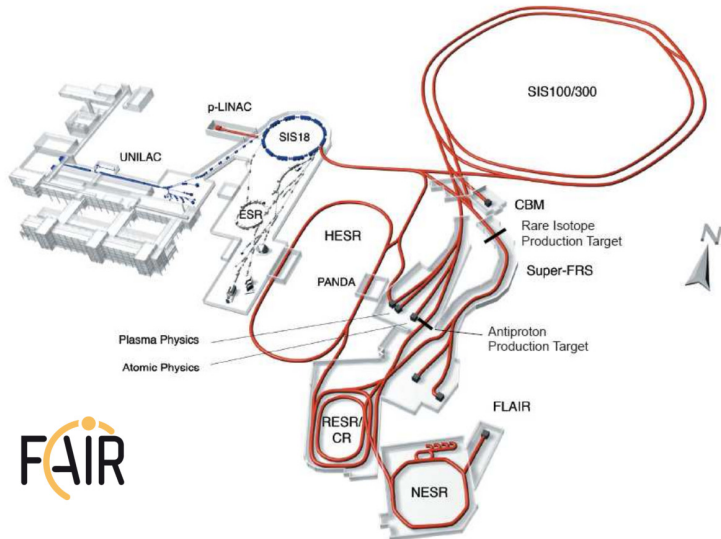 SIS100/300
p-LINAC
SIS18
UNILAC
ESR
CBM
Rare Isotope
Production Target
HESR
N
Super-FRS
PANDA
Plasma Physics
Antiproton
Production Target
Atomic Physics
FLAIR
RESR/
CR
FAIR
NESR